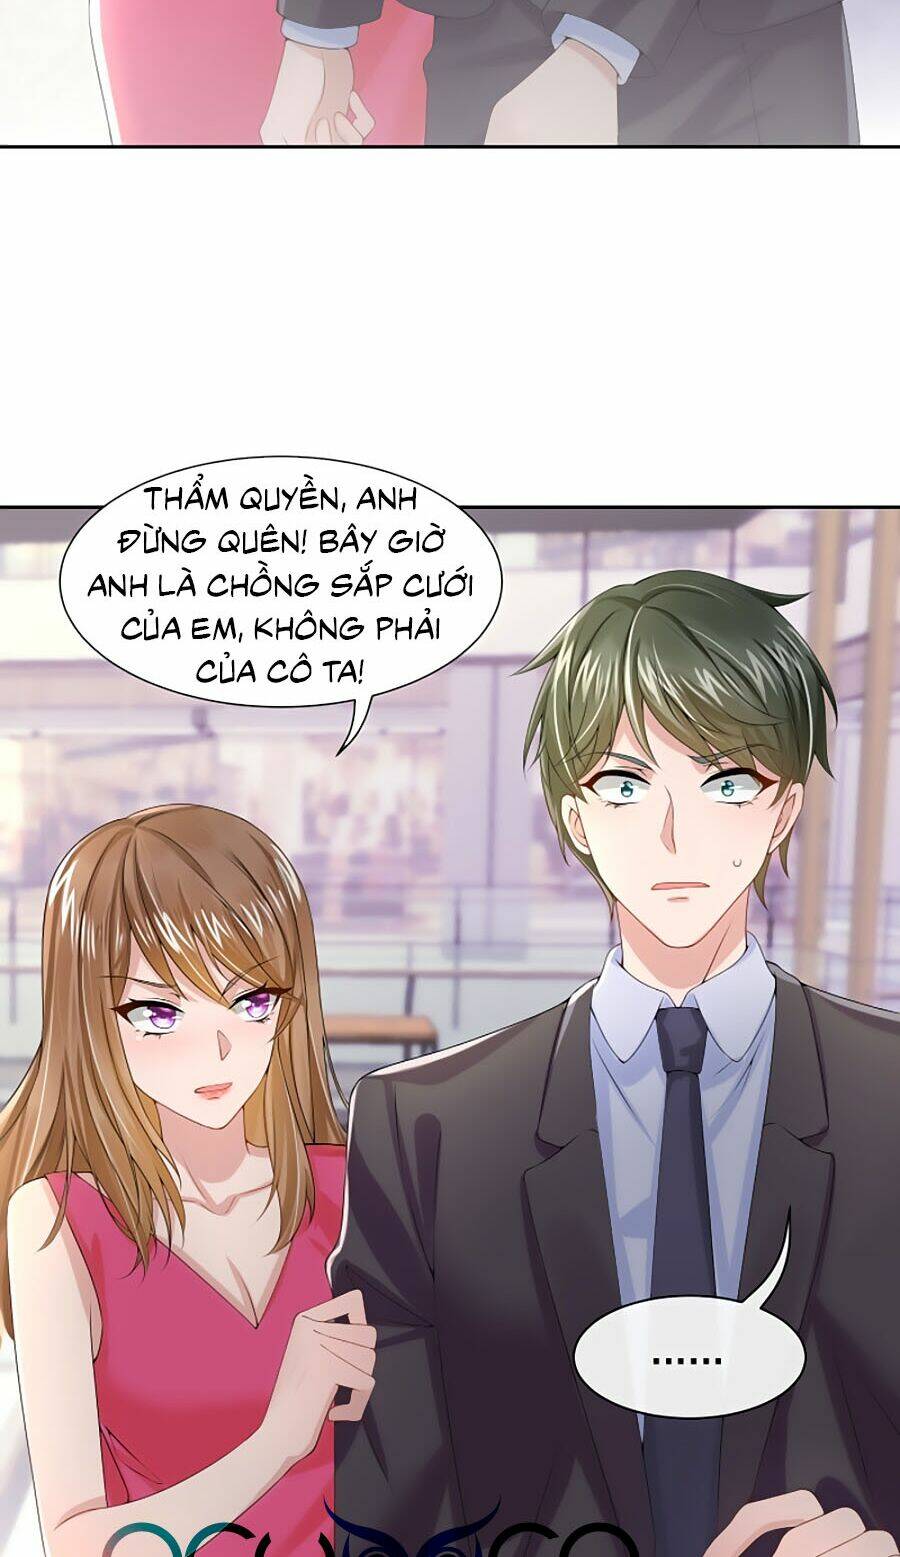 THẨM QUYỀN, ANH
ĐỪNG QUÊN! BÂY GIỜ
ANH LÀ CHỒNG SẮP CƯỚI
CỦA EM, KHÔNG PHẢI
CỦA CÔ TA!
......